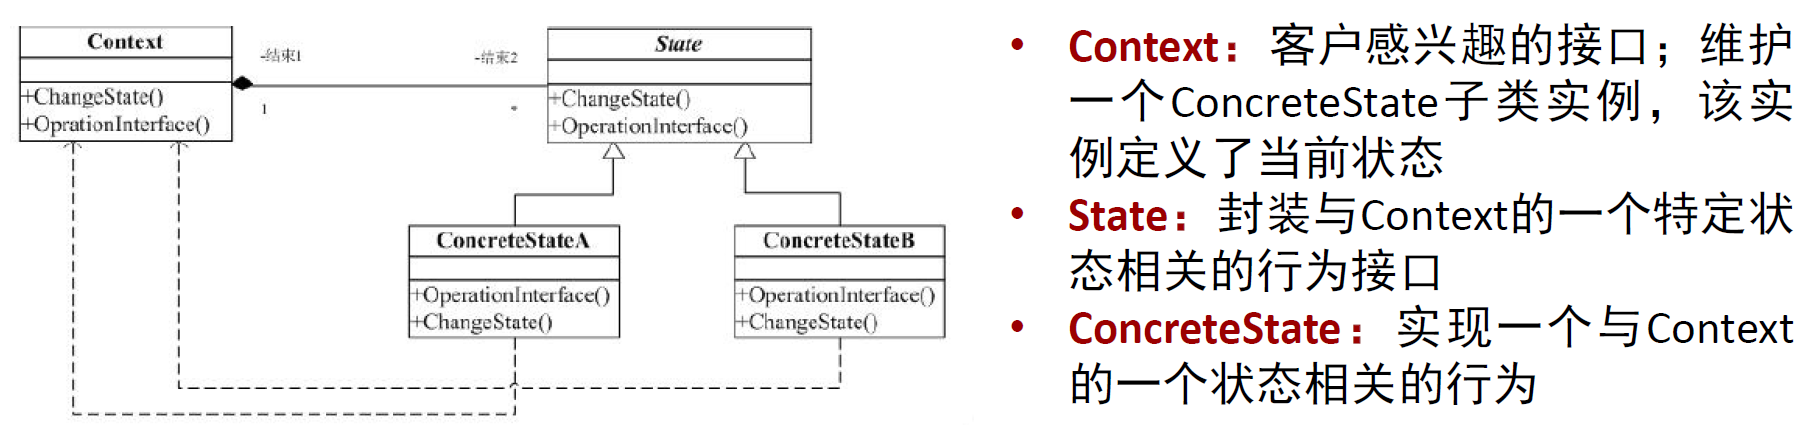 Context
+ChangeState()
+OprationInterface()
-结束1
1
-结束2
*
State
+ChangeState()
+OperationInterface()
ConcreteStateA
+OperationInterface()
+ChangeState()
ConcreteStateB
+OperationInterface()
+ChangeState()
• Context：客户感兴趣的接口；维护
一个ConcreteState子类实例，该实
例定义了当前状态
• State：封装与Context的一个特定状
态相关的行为接口
• ConcreteState：实现一个与Context
的一个状态相关的行为